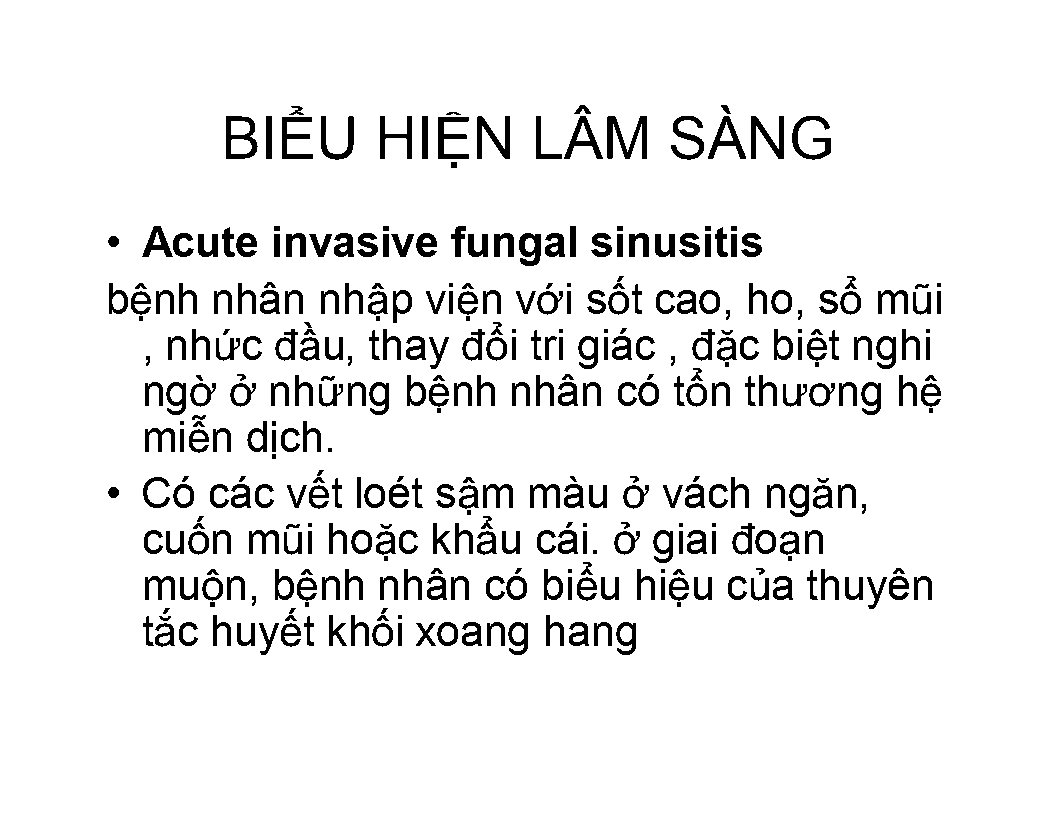 BIỂU HIỆN LÂM SÀNG
• Acute invasive fungal sinusitis
bệnh nhân nhập viện với sốt cao, ho, sổ mũi
, nhức đầu, thay đổi tri giác , đặc biệt nghi
ngờ ở những bệnh nhân có tổn thương hệ
miễn dịch.
• Có các vết loét sậm màu ở vách ngăn,
cuốn mũi hoặc khẩu cái. ở giai đoạn
muộn, bệnh nhân có biểu hiệu của thuyên
tắc huyết khối xoang hang